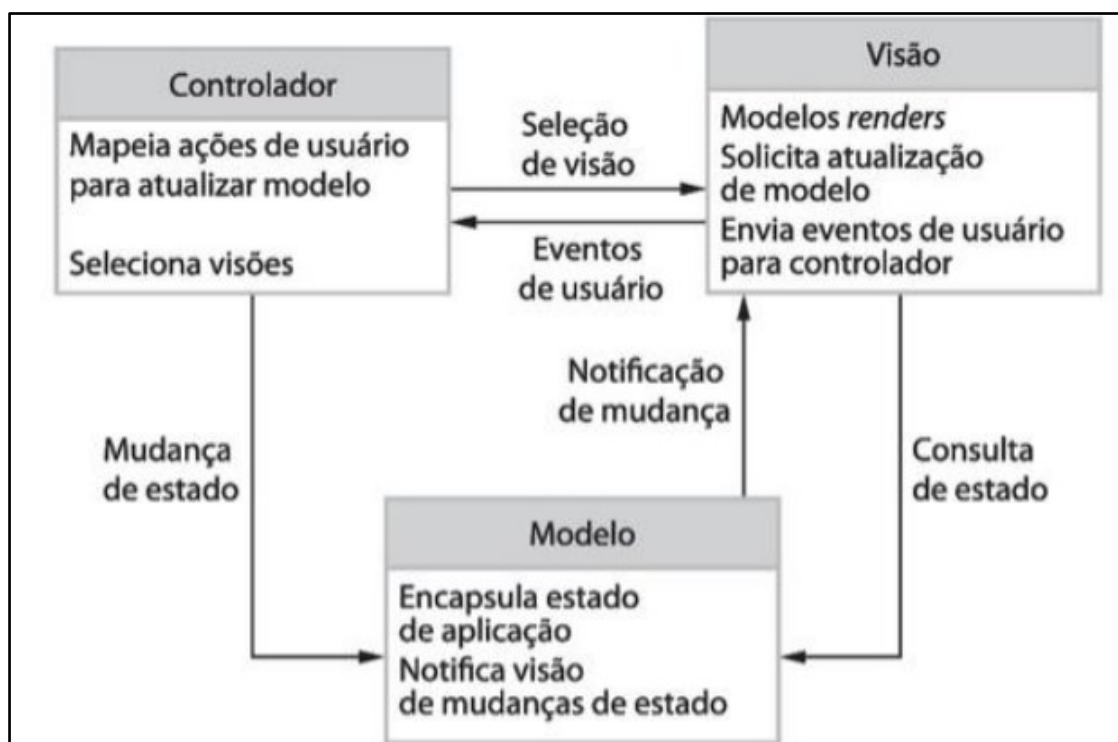 Controlador
Mapeia ações de usuário
para atualizar modelo
Seleciona visões
Seleção
de visão
Eventos
de usuário
Visão
Modelos renders
Solicita atualização
de modelo
Envia eventos de usuário
para controlador
Mudança
de estado
Notificação
de mudança
Consulta
de estado
Modelo
Encapsula estado
de aplicação
Notifica visão
de mudanças de estado